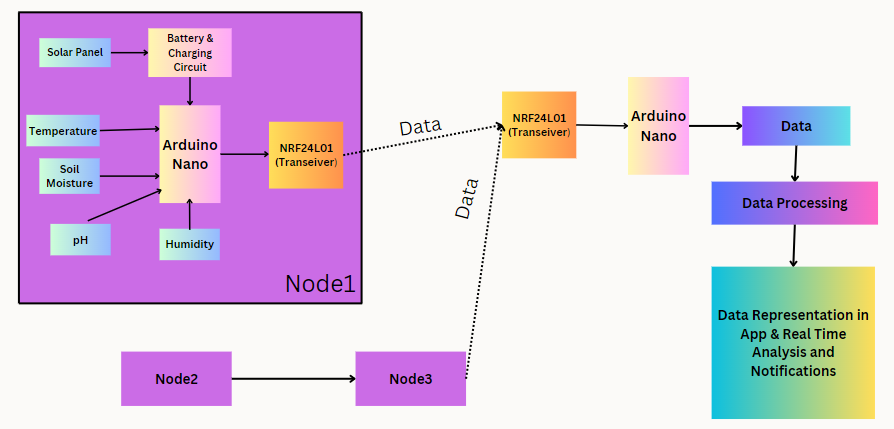 Solar Panel
Battery &
Charging
Circuit
Temperature
Soil
Moisture
pH
Humidity
Arduino
Nano
NRF24L01
(Transeiver)
Node1
Data
Data
Node2
Node3
NRF24L01
(Transeiver)
Arduino
Nano
Data
Data Processing
Data Representation in
App & Real Time
Analysis and
Notifications